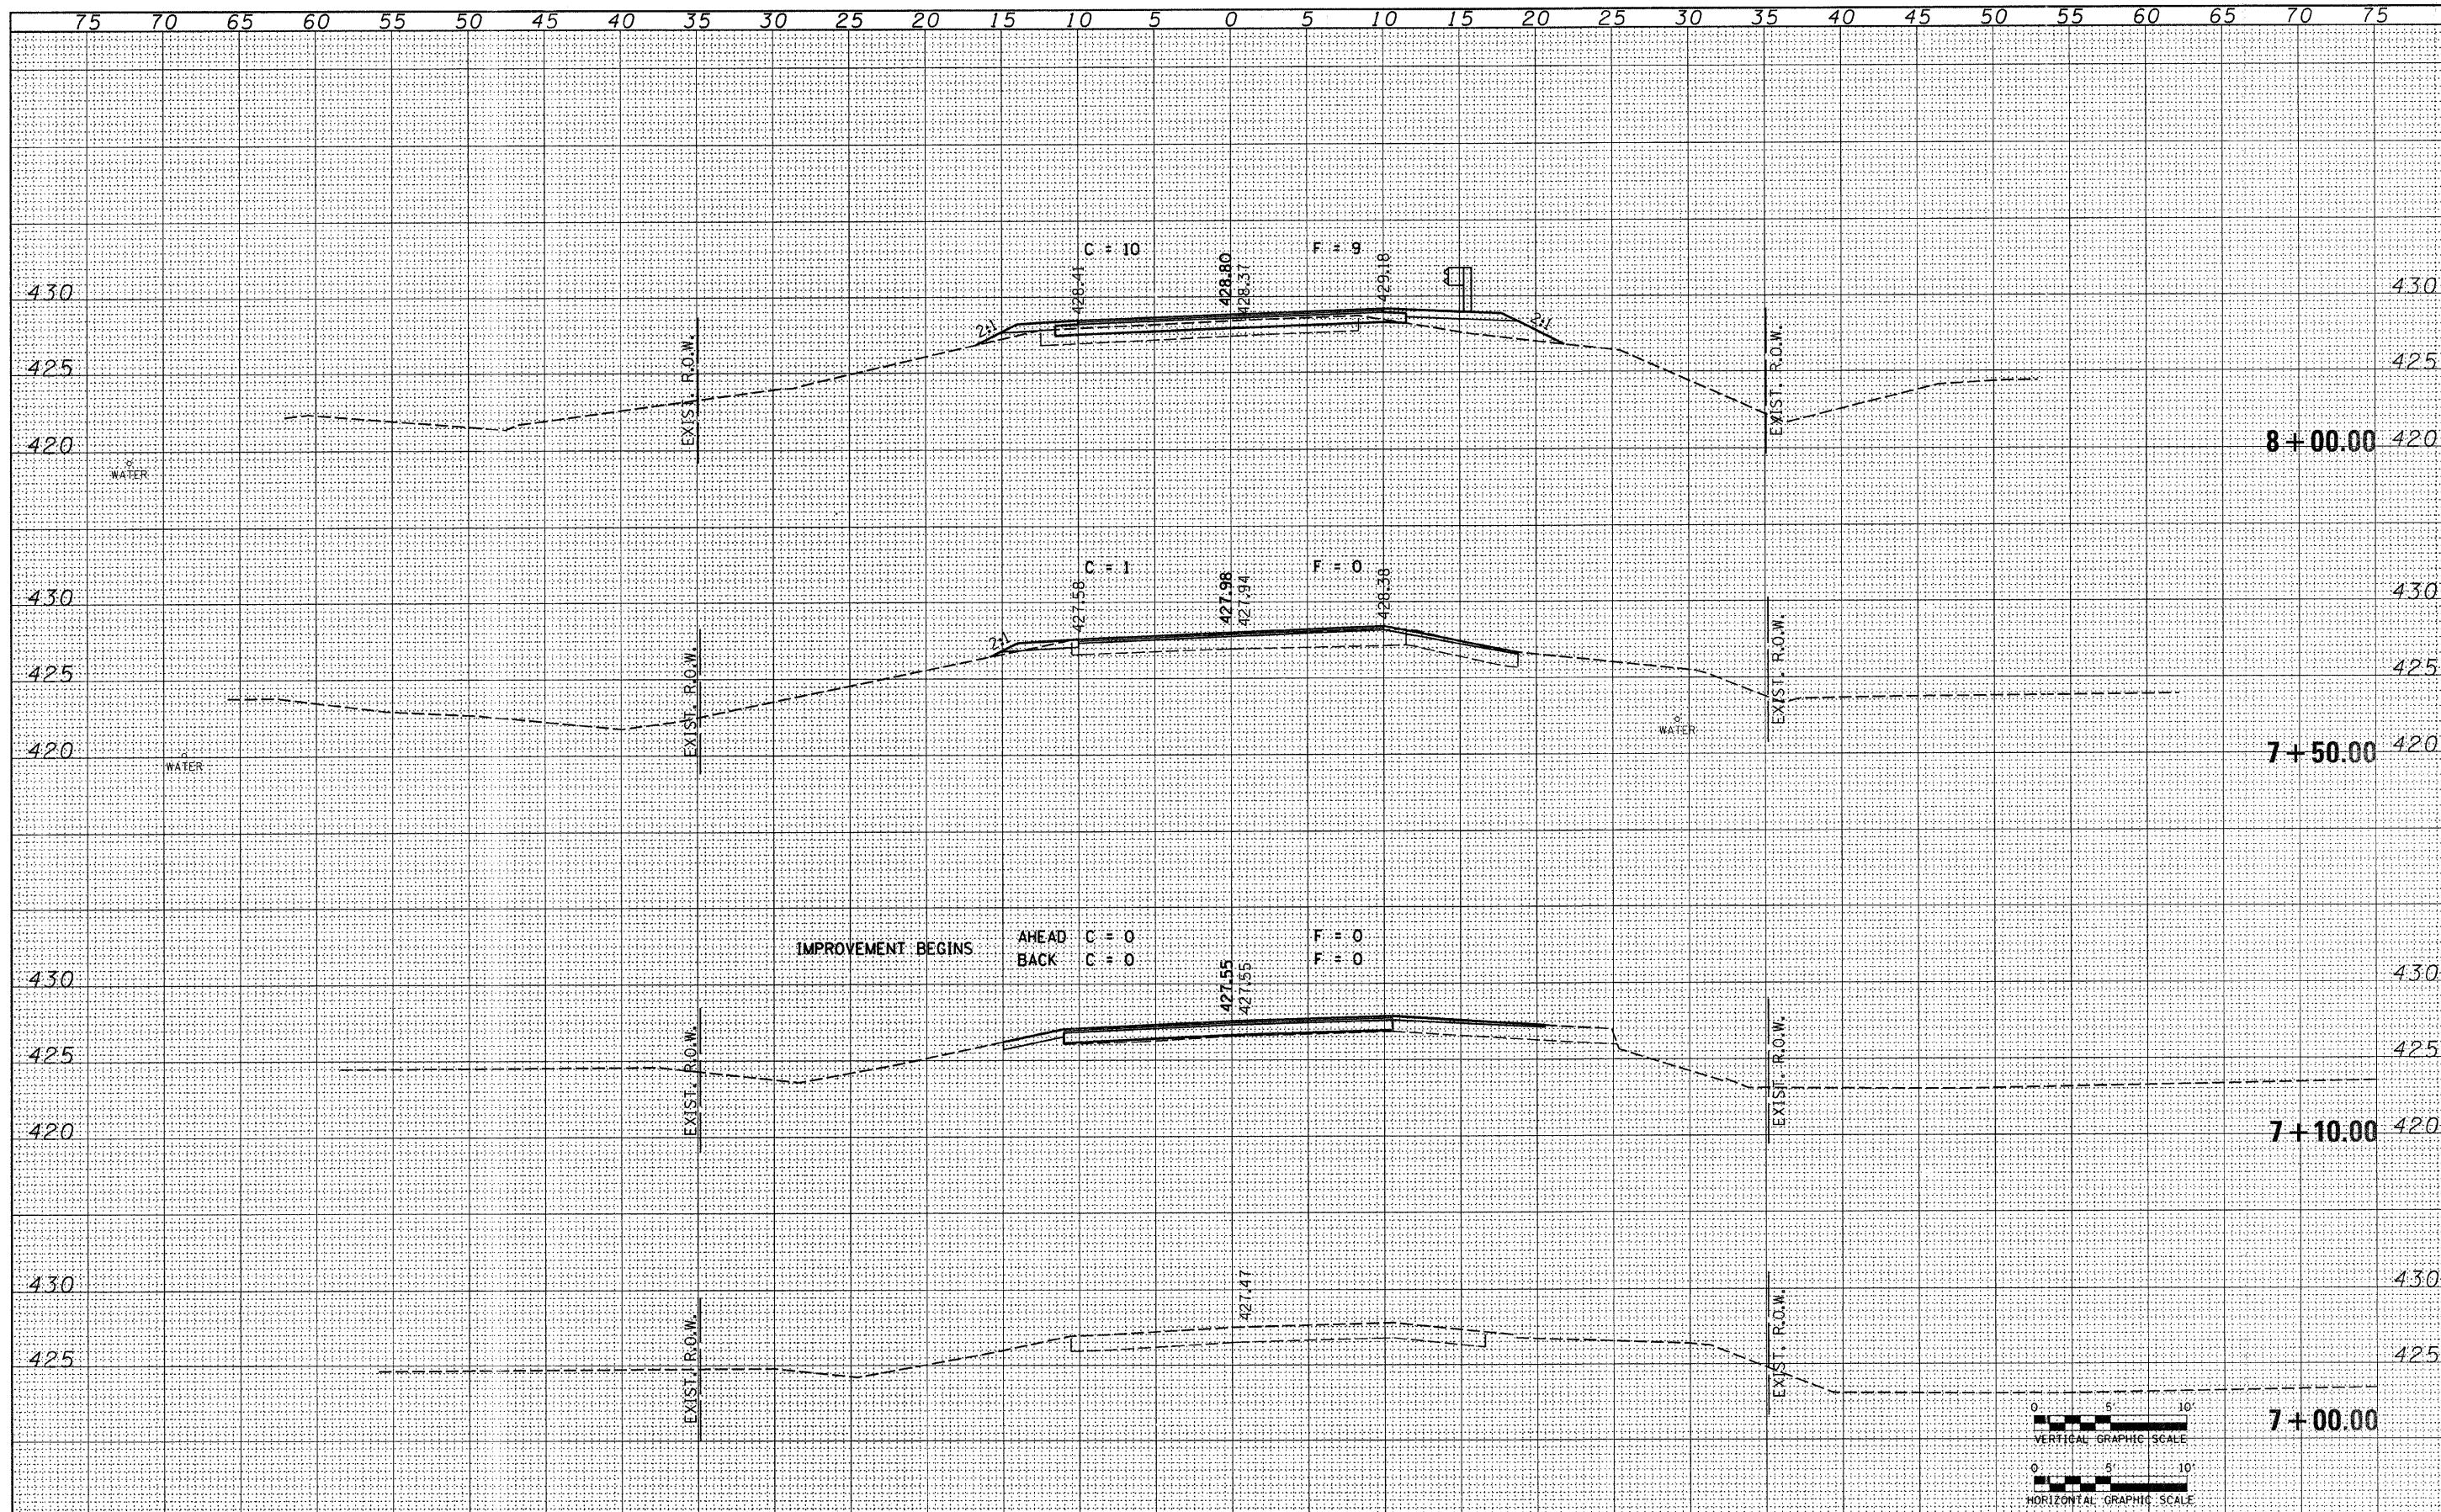 75 70 65 60 55 50 45 40 35 30 25 20 15 10 5 0 5 10 15 20 25 30 35 40 45 50 55 60 65 70 75
C = 10 F = 9
428.41
428.80
428.37
429.18
430 430
2:1 2:1
EXIST. R.O.W. EXIST. R.O.W.
425 425
420 8+00.00 420
WATER
C = 1 F = 0
427.58
427.98
427.94
428.38
430 430
2:1
EXIST. R.O.W. EXIST. R.O.W.
425 425
WATER
420 7+50.00 420
WATER
IMPROVEMENT BEGINS
AHEAD C = 0 F = 0
BACK C = 0 F = 0
427.55
427.55
430 430
EXIST. R.O.W. EXIST. R.O.W.
425 425
420 7+10.00 420
427.47
430 430
EXIST. R.O.W. EXIST. R.O.W.
425 425
7+00.00
0 5' 10'
VERTICAL GRAPHIC SCALE
0 5' 10'
HORIZONTAL GRAPHIC SCALE